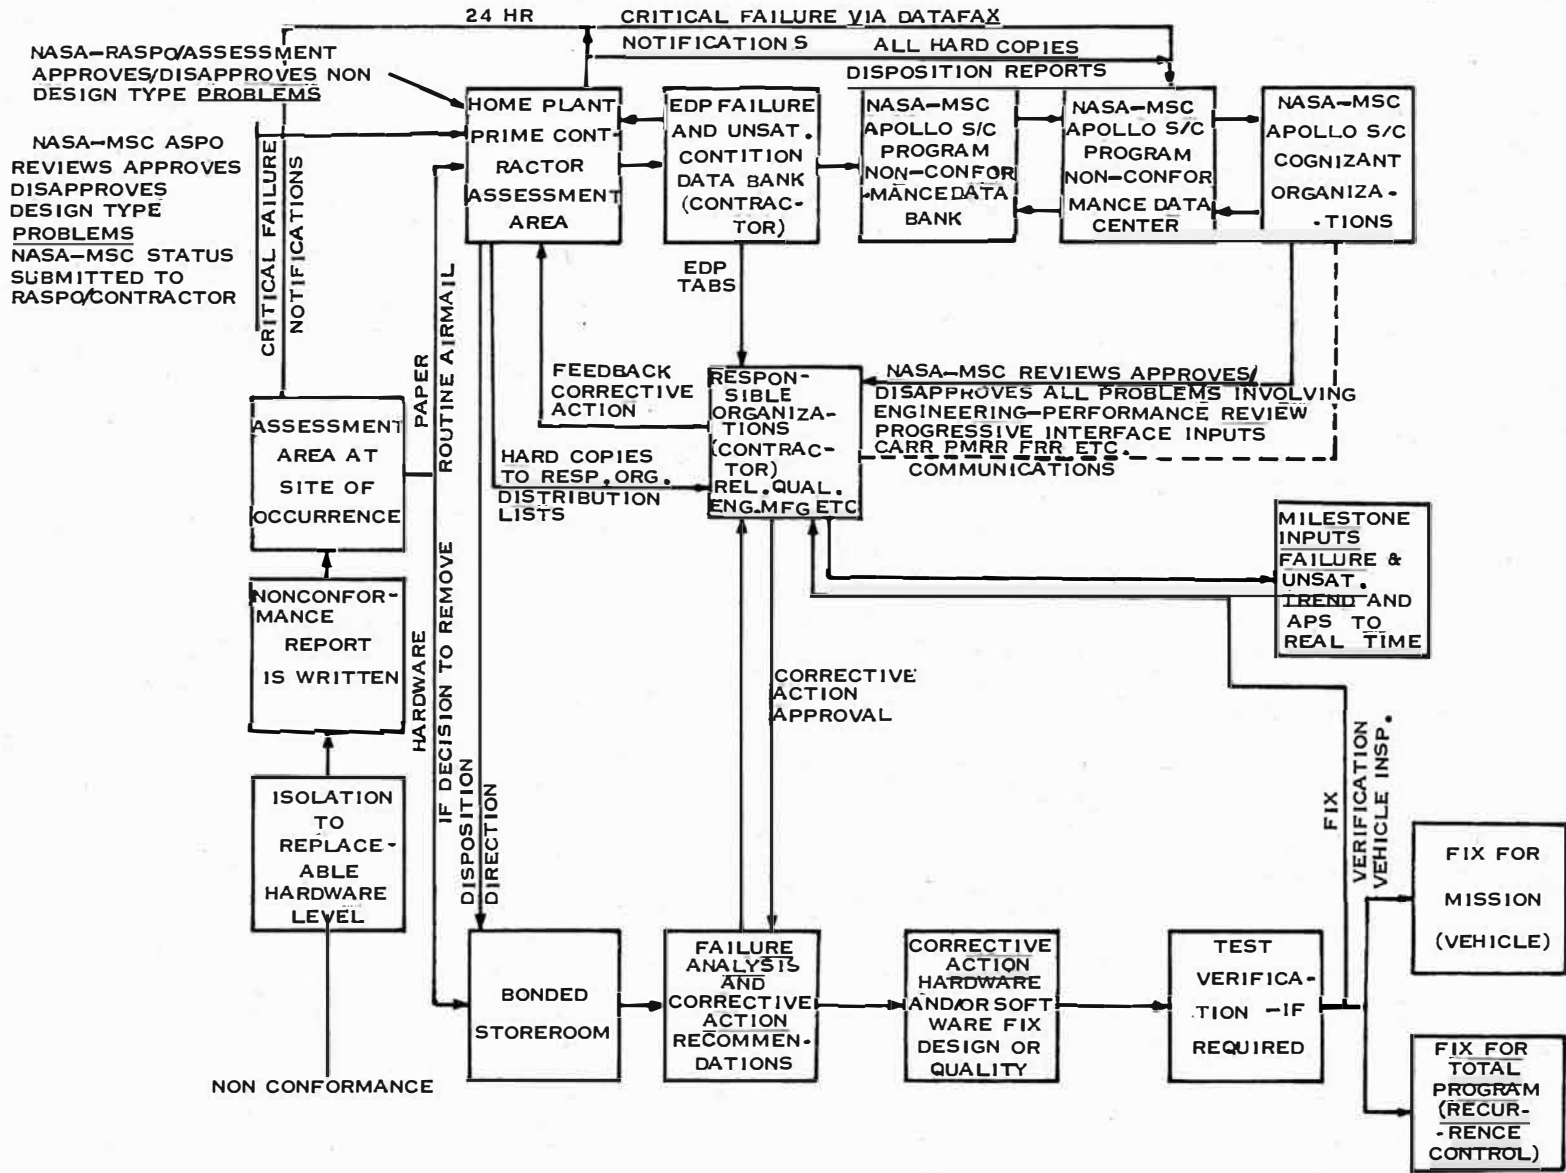 24 HR CRITICAL FAILURE VIA DATAFAX
NOTIFICATIONS ALL HARD COPIES
DISPOSITION REPORTS
NASA-RASPO/ASSESSMENT
APPROVES/DISAPPROVES NON
DESIGN TYPE PROBLEMS
NASA-MSC ASPO
REVIEWS APPROVES
DISAPPROVES
DESIGN TYPE
PROBLEMS
NASA-MSC STATUS
SUBMITTED TO
RASPO/CONTRACTOR
CRITICAL FAILURE
NOTIFICATIONS
HOME PLANT
PRIME CONT-
RACTOR
ASSESSMENT
AREA
EDP FAILURE
AND UNSAT.
CONTITION
DATA BANK
(CONTRAC-
TOR)
NASA-MSC
APOLLO S/C
PROGRAM
NON-CONFOR
-MANCE DATA
BANK
NASA-MSC
APOLLO S/C
PROGRAM
NON-CONFOR
MANCE DATA
CENTER
NASA-MSC
APOLLO S/C
COGNIZANT
ORGANIZA-
-TIONS
EDP
TABS
PAPER
ROUTINE AIRMAIL
FEEDBACK
CORRECTIVE
ACTION
HARD COPIES
TO RESP. ORG.
DISTRIBUTION
LISTS
RESPON-
SIBLE
ORGANIZA-
TIONS
(CONTRAC-
TOR)
REL. QUAL.
ENG. MFG ETC
NASA-MSC REVIEWS APPROVES/
DISAPPROVES ALL PROBLEMS INVOLVING
ENGINEERING-PERFORMANCE REVIEW
PROGRESSIVE INTERFACE INPUTS
CARR PMRR FRR ETC.
COMMUNICATIONS
ASSESSMENT
AREA AT
SITE OF
OCCURRENCE
NONCONFOR-
MANCE
REPORT
IS WRITTEN
ISOLATION
TO
REPLACE-
ABLE
HARDWARE
LEVEL
NON CONFORMANCE
HARDWARE
IF DECISION TO REMOVE
DISPOSITION
DIRECTION
CORRECTIVE
ACTION
APPROVAL
MILESTONE
INPUTS
FAILURE &
UNSAT.
TREND AND
APS TO
REAL TIME
FIX
VERIFICATION
VEHICLE INSP.
BONDED
STOREROOM
FAILURE
ANALYSIS
AND
CORRECTIVE
ACTION
RECOMMEN-
DATIONS
CORRECTIVE
ACTION
HARDWARE
AND/OR SOFT
WARE FIX
DESIGN OR
QUALITY
TEST
VERIFICA-
TION -IF
REQUIRED
FIX FOR
MISSION
(VEHICLE)
FIX FOR
TOTAL
PROGRAM
(RECUR-
-RENCE
CONTROL)